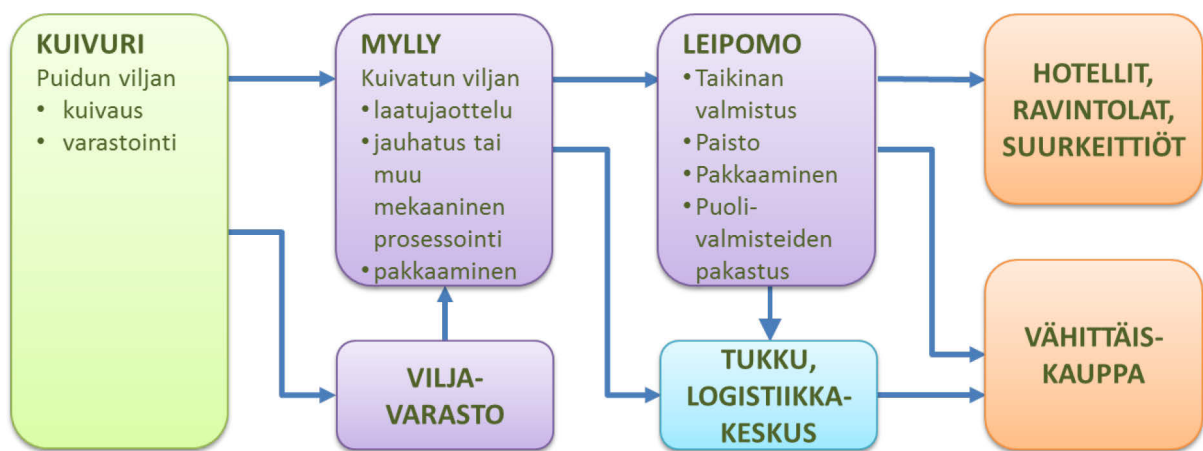 KUIVURI
Puidun viljan
• kuivaus
• varastointi
MYLLY
Kuivatun viljan
• laatujaottelu
• jauhatus tai
muu
mekaaninen
prosessointi
• pakkaaminen
LEIPOMO
• Taikinan
valmistus
• Paisto
• Pakkaaminen
• Puoli-
valmisteiden
pakastus
HOTELLIT,
RAVINTOLAT,
SUURKEITTIÖT
VILJA-
VARASTO
TUKKU,
LOGISTIIKKA-
KESKUS
VÄHITTÄIS-
KAUPPA